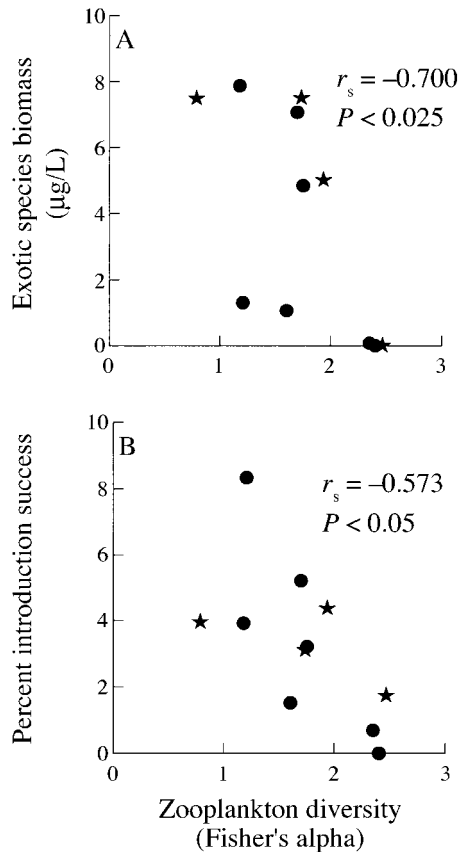 A
10
8
6
4
2
0
Exotic species biomass
(µg/L)
r_s = –0.700
P < 0.025
0 1 2 3
B
10
8
6
4
2
0
Percent introduction success
r_s = –0.573
P < 0.05
0 1 2 3
Zooplankton diversity
(Fisher's alpha)